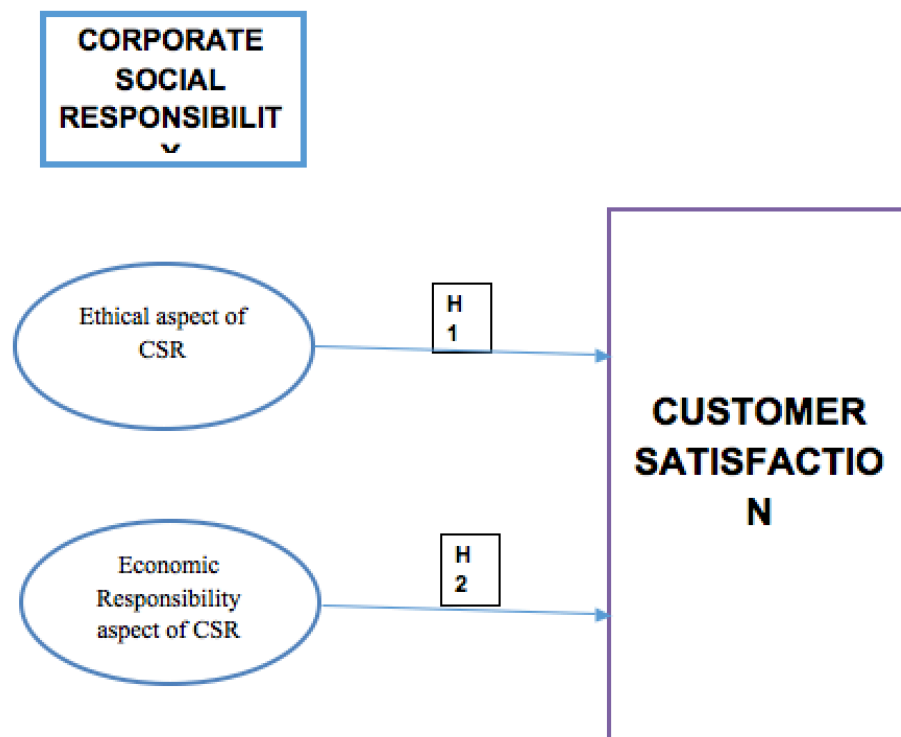 CORPORATE
SOCIAL
RESPONSIBILIT
Y
Ethical aspect of
CSR
H
1
CUSTOMER
SATISFACTIO
N
Economic
Responsibility
aspect of CSR
H
2